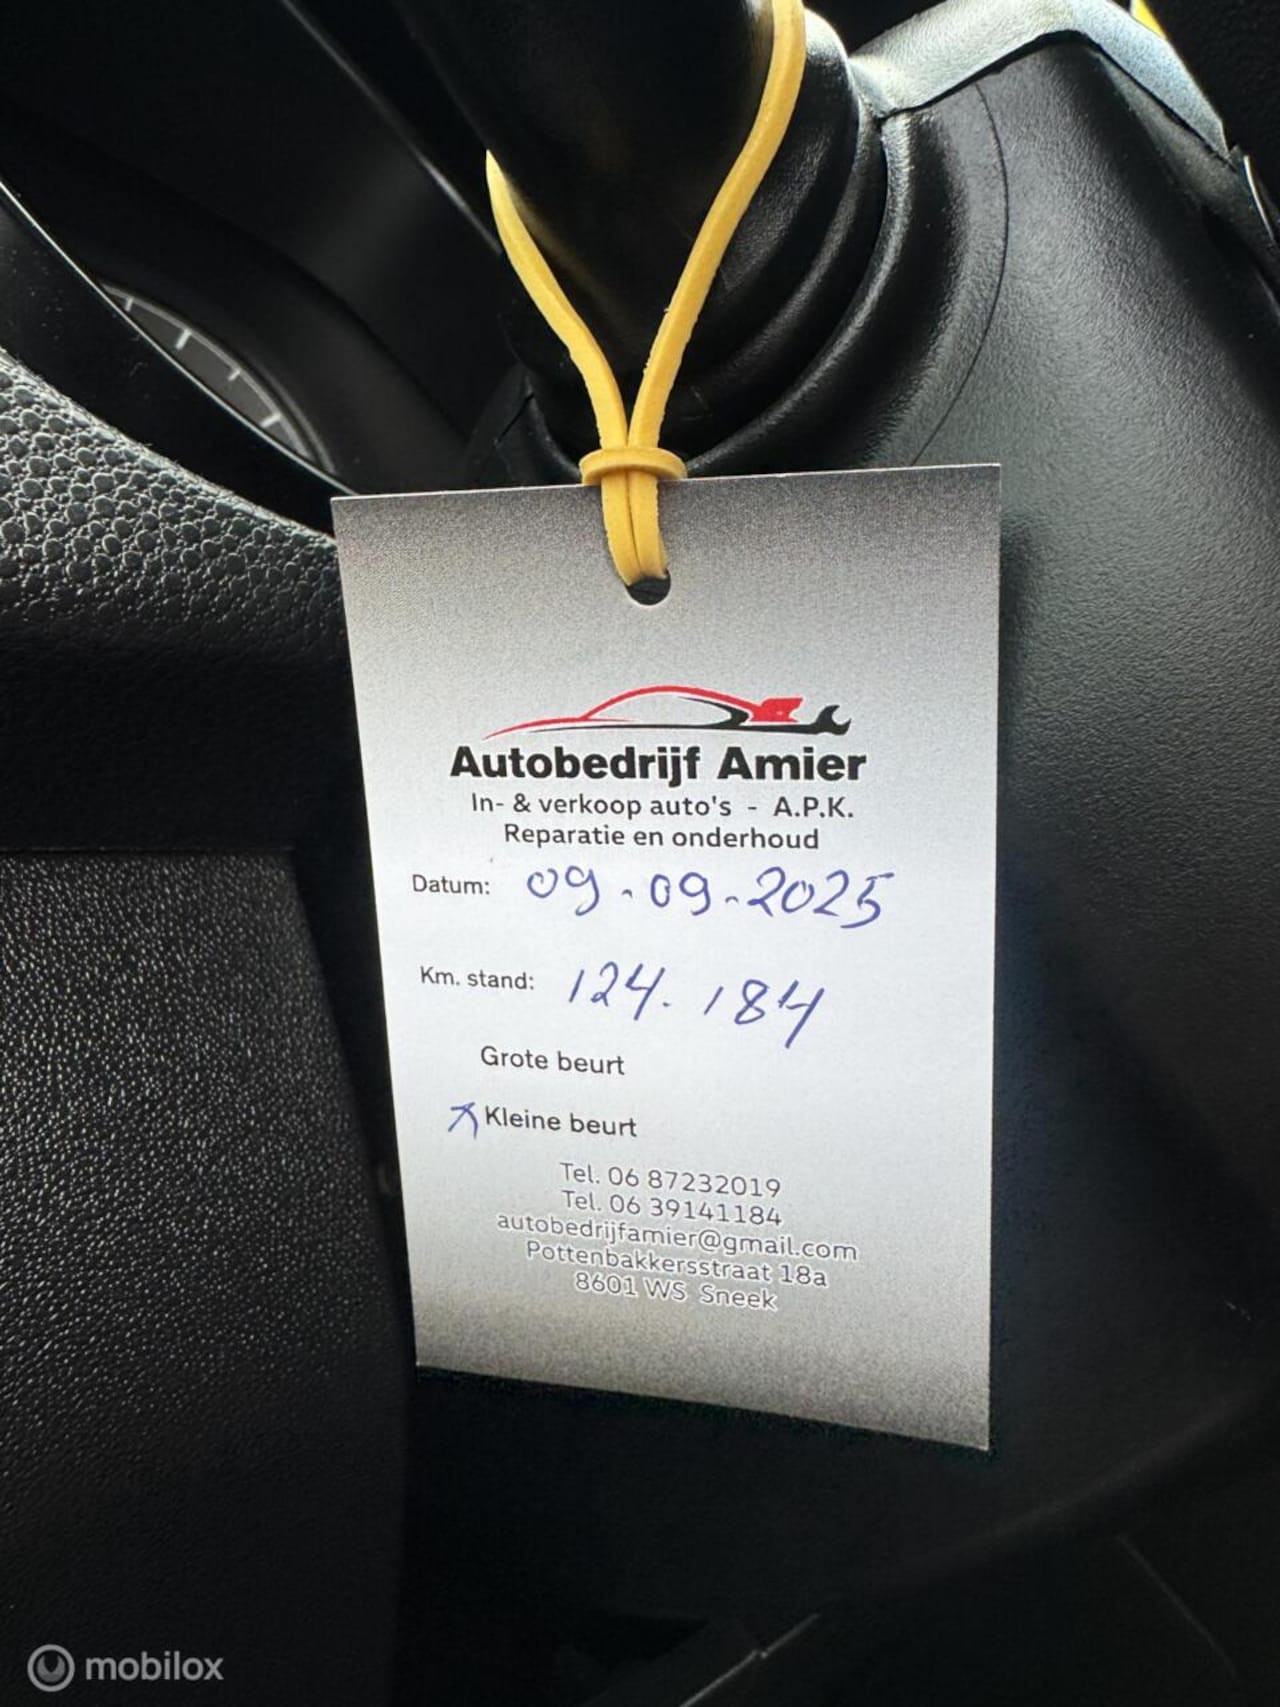 Autobedrijf Amier
In- & verkoop auto's - A.P.K.
Reparatie en onderhoud
Datum: 09-09-2025
Km. stand: 124.184
Grote beurt
Kleine beurt
Tel. 06 87232019
Tel. 06 39141184
autobedrijfamier@gmail.com
Pottenbakkersstraat 18a
8601 WS Sneek
mobilox